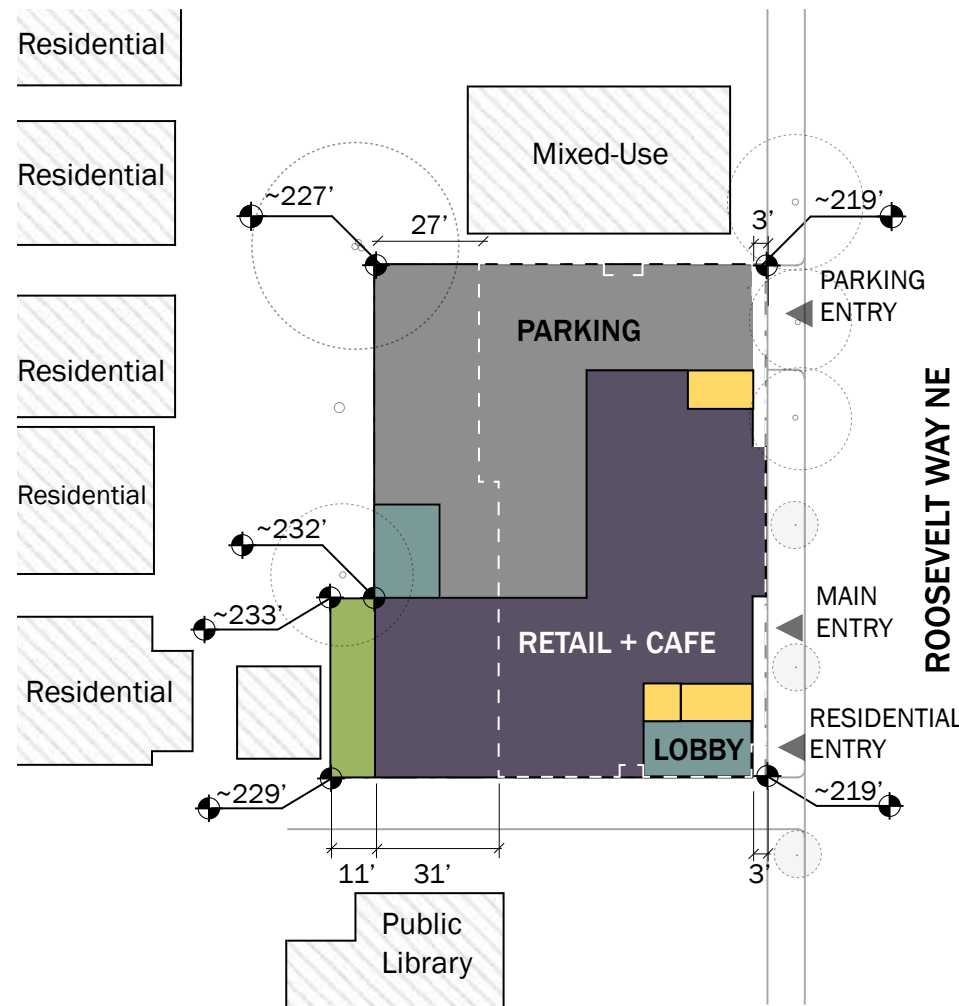 Residential
Residential
Mixed-Use
~227’
27’
3’
~219’
PARKING
ENTRY
PARKING
Residential
ROOSEVELT WAY NE
Residential
~232’
~233’
MAIN
ENTRY
RETAIL + CAFE
Residential
RESIDENTIAL
ENTRY
LOBBY
~229’
~219’
11’
31’
3’
Public
Library